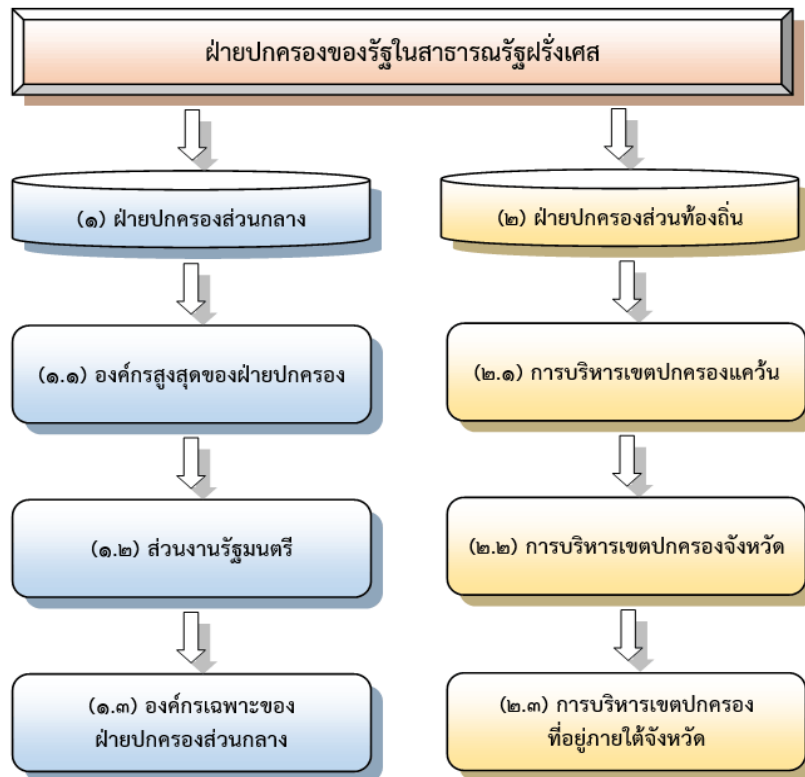 ฝ่ายปกครองของรัฐในสาธารณรัฐฝรั่งเศส
(๑) ฝ่ายปกครองส่วนกลาง
(๑.๑) องค์กรสูงสุดของฝ่ายปกครอง
(๑.๒) ส่วนงานรัฐมนตรี
(๑.๓) องค์กรเฉพาะของ
ฝ่ายปกครองส่วนกลาง
(๒) ฝ่ายปกครองส่วนท้องถิ่น
(๒.๑) การบริหารเขตปกครองแคว้น
(๒.๒) การบริหารเขตปกครองจังหวัด
(๒.๓) การบริหารเขตปกครอง
ที่อยู่ภายใต้จังหวัด